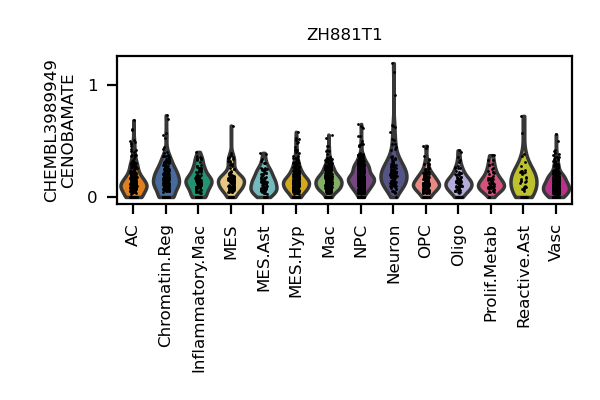 ZH881T1
CHEMBL3989949
CENOBAMATE
1
0
AC
Chromatin.Reg
Inflammatory.Mac
MES
MES.Ast
MES.Hyp
Mac
NPC
Neuron
OPC
Oligo
Prolif.Metab
Reactive.Ast
Vasc